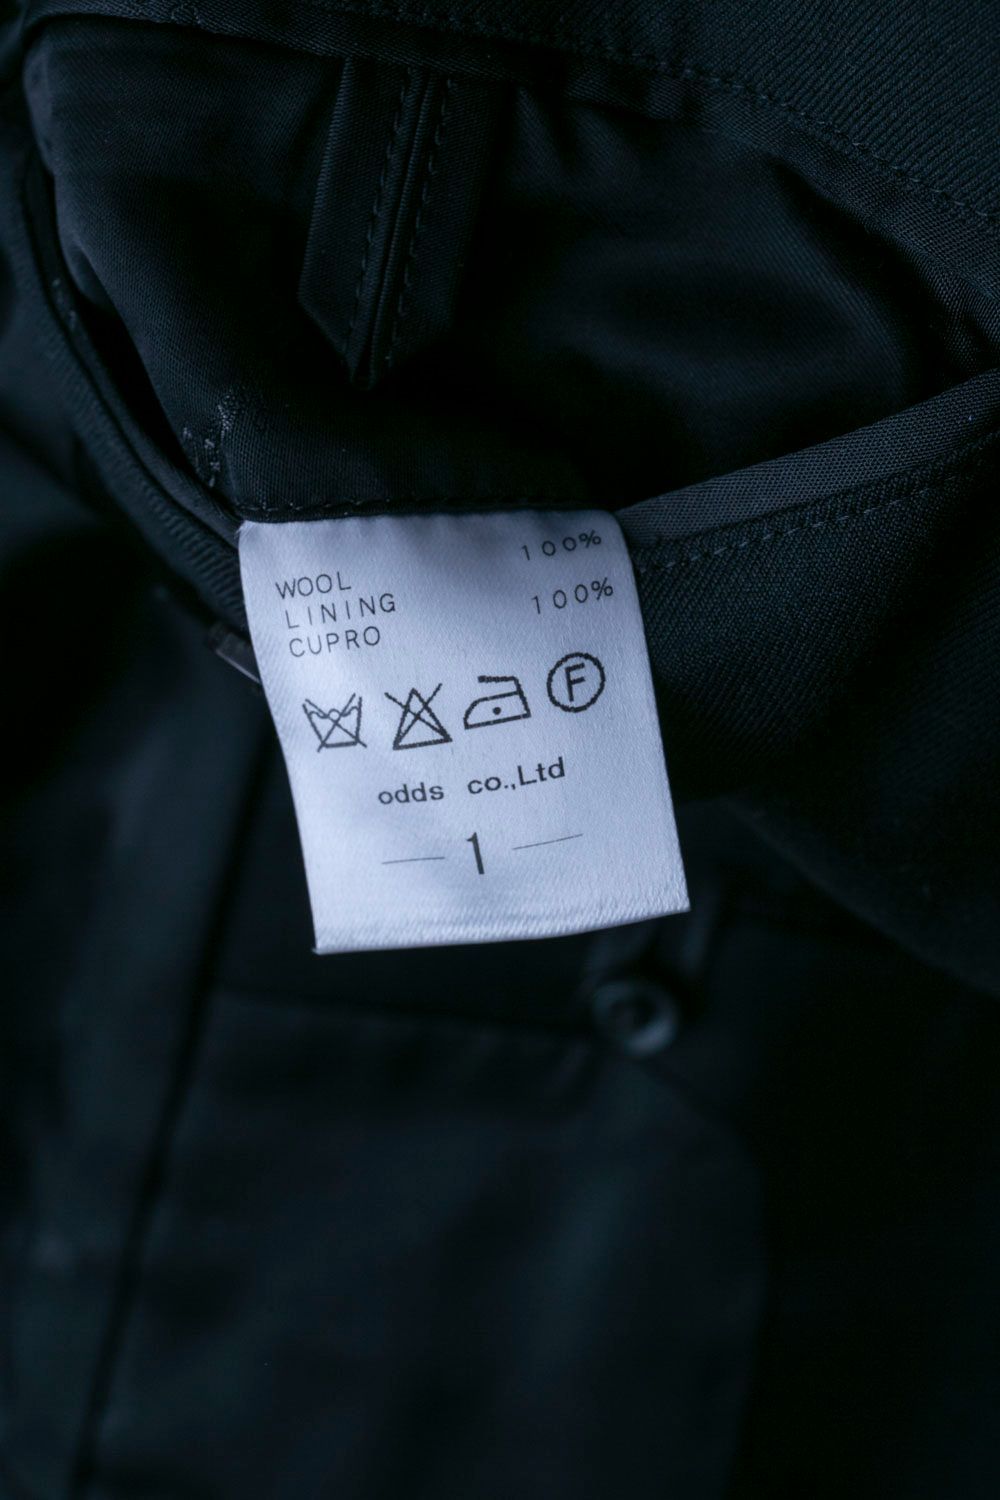 WOOL 100%
LINING
CUPRO 100%
F
odds co.,Ltd
1